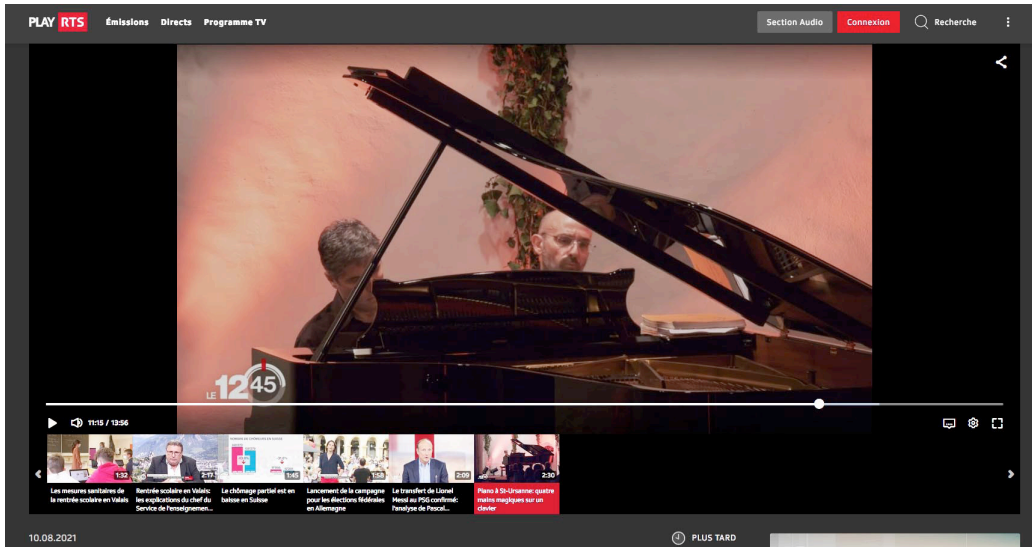 PLAY RTS Émissions Directs Programme TV Section Audio Connexion Recherche
LE 12 45
11:15 / 13:56
1:32 2:17 1:45 1:58 2:09 2:30
Les mesures sanitaires de
la rentrée scolaire en Valais
Rentrée scolaire en Valais:
les explications du chef du
Service de l'enseignemen...
Le chômage partiel est en
baisse en Suisse
Lancement de la campagne
pour les élections fédérales
en Allemagne
Le transfert de Lionel
Messi au PSG confirmé:
l'analyse de Pascal...
Piano à St-Ursanne: quatre
mains magiques sur un
clavier
10.08.2021 PLUS TARD